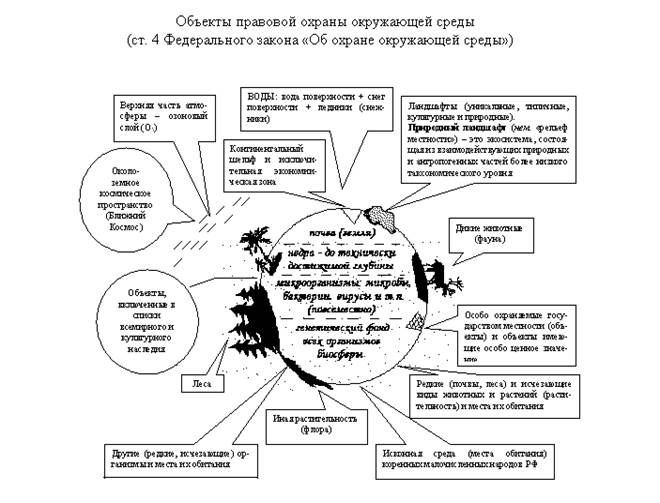 Объекты правовой охраны окружающей среды
(ст. 4 Федерального закона «Об охране окружающей среды»)
Верхняя часть атмо-
сферы – озоновый
слой (О₃)
ВОДЫ: вода поверхности + снег
поверхности + ледники (снеж-
ники)
Ландшафты (уникальные, типичные,
культурные и природные).
Природный ландшафт (нем. «рельеф
местности») – это экосистема, состоя-
щая из взаимодействующих природных
и антропогенных частей более низкого
таксономического уровня
Континентальный
шельф и исключи-
тельная экономи-
ческая зона
Около-
земное
космическое
пространство
(Ближний
Космос)
почва (земля)
недра - до технически
достижимой глубины
микроорганизмы: микробы,
бактерии, вирусы и т.п.
(повсеместно)
генетический фонд
всех организмов
биосферы
Дикие животные
(фауна)
Объекты,
включенные в
списки
всемирного и
культурного
наследия
Особо охраняемые госу-
дарством местности (объ-
екты) и объекты имею-
щие особо ценное значе-
ние
Леса
Редкие (почвы, леса) и исчезающие
виды животных и растений (расти-
тельность) и места их обитания
Иная растительность
(флора)
Другие (редкие, исчезающие) ор-
ганизмы и места их обитания
Исконная среда (места обитания)
коренных малочисленных народов РФ